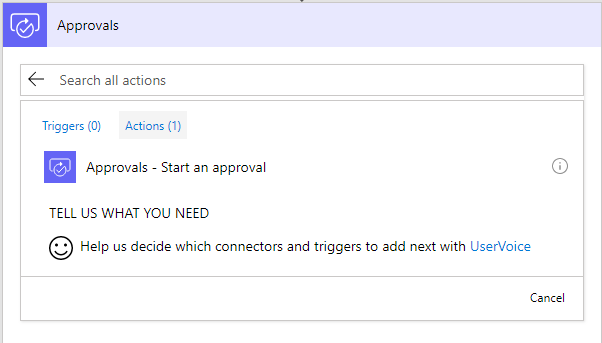 Approvals
Search all actions
Triggers (0) Actions (1)
Approvals - Start an approval
TELL US WHAT YOU NEED
Help us decide which connectors and triggers to add next with UserVoice
Cancel